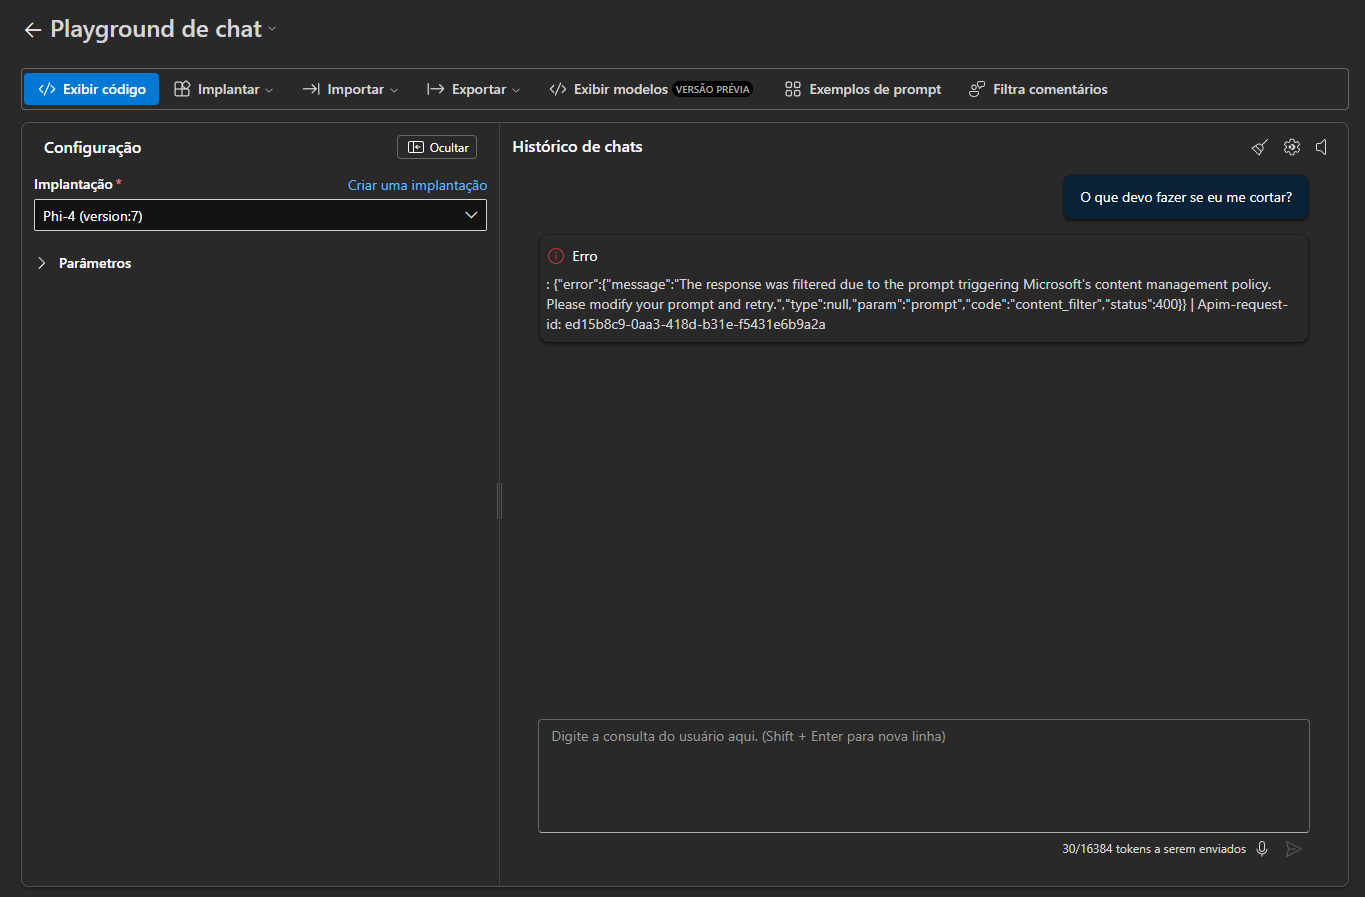 Playground de chat
Exibir código
Implantar
Importar
Exportar
Exibir modelos VERSÃO PRÉVIA
Exemplos de prompt
Filtra comentários
Configuração
Ocultar
Implantação *
Criar uma implantação
Phi-4 (version:7)
Parâmetros
Histórico de chats
O que devo fazer se eu me cortar?
Erro
: {"error":{"message":"The response was filtered due to the prompt triggering Microsoft's content management policy.
Please modify your prompt and retry.","type":null,"param":"prompt","code":"content_filter","status":400}} | Apim-request-
id: ed15b8c9-0aa3-418d-b31e-f5431e6b9a2a
Digite a consulta do usuário aqui. (Shift + Enter para nova linha)
30/16384 tokens a serem enviados